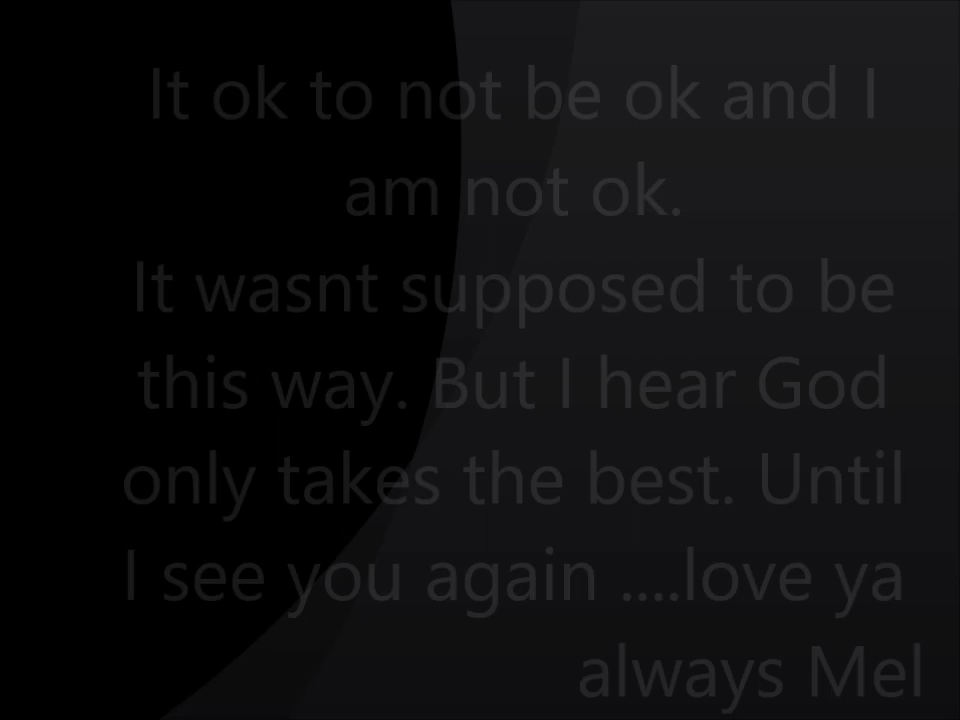 It ok to not be ok and I
am not ok.
It wasnt supposed to be
this way. But I hear God
only takes the best. Until
I see you again ....love ya
always Mel